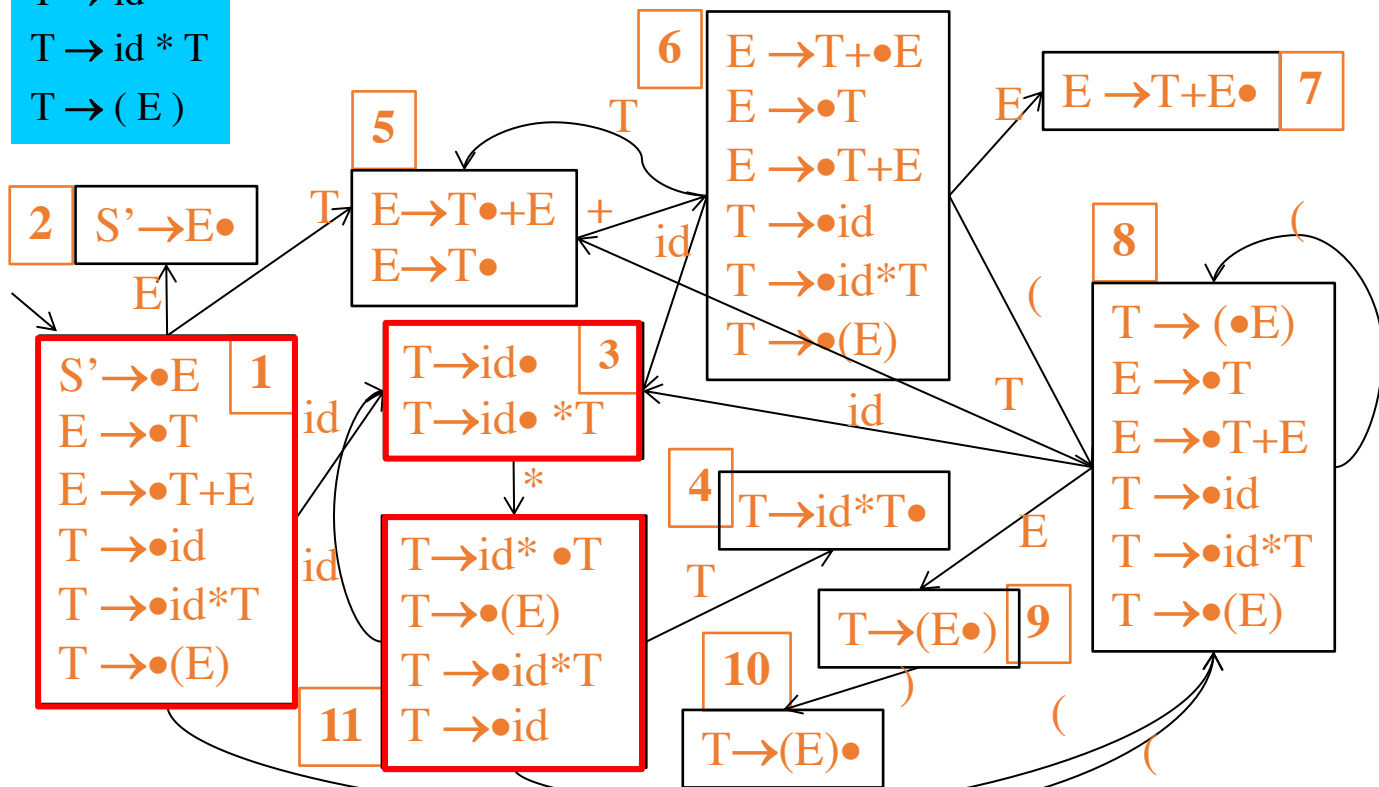 T → id
T → id * T
T → ( E )
6
E →T+●E
E →●T
E →●T+E
T →●id
T →●id*T
T →●(E)
E
E →T+E●
7
5
T
E→T●+E
E→T●
+
id
2
S’→E●
E
T
8
(
T → (●E)
E →●T
E →●T+E
T →●id
T →●id*T
T →●(E)
(
T
1
S’→●E
E →●T
E →●T+E
T →●id
T →●id*T
T →●(E)
id
id
3
T→id●
T→id● *T
id
*
4
T→id*T●
T
E
11
T→id* ●T
T→●(E)
T →●id*T
T →●id
T→(E●)
9
)
10
T→(E)●
(
(